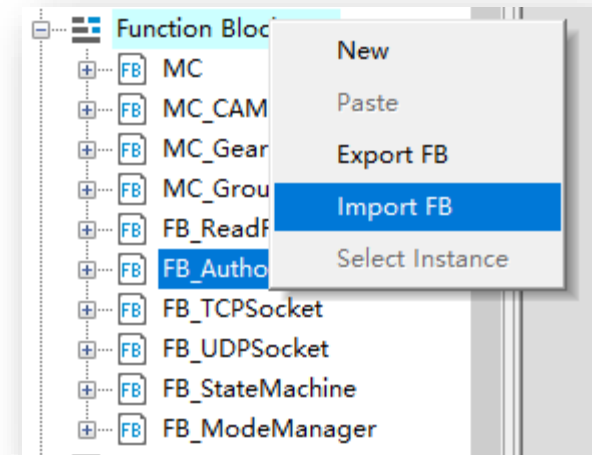 Function Bloc
FB MC
FB MC_CAM
FB MC_Gear
FB MC_Grou
FB FB_ReadF
FB FB_Autho
FB FB_TCPSocket
FB FB_UDPSocket
FB FB_StateMachine
FB FB_ModeManager
New
Paste
Export FB
Import FB
Select Instance